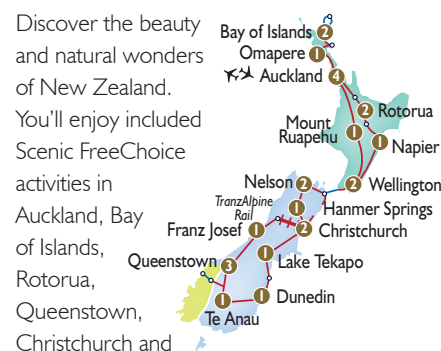 Discover the beauty
and natural wonders
of New Zealand.
You'll enjoy included
Scenic FreeChoice
activities in
Auckland, Bay
of Islands,
Rotorua,
Queenstown,
Christchurch and
Bay of Islands 2
Omapere 1
Auckland 4
2 Rotorua
Mount
Ruapehu 1
1 Napier
Nelson 2
2 Wellington
TranzAlpine
Rail
1 Hanmer Springs
Franz Josef 1
2 Christchurch
Queenstown 3
1 Lake Tekapo
1 Dunedin
1
Te Anau